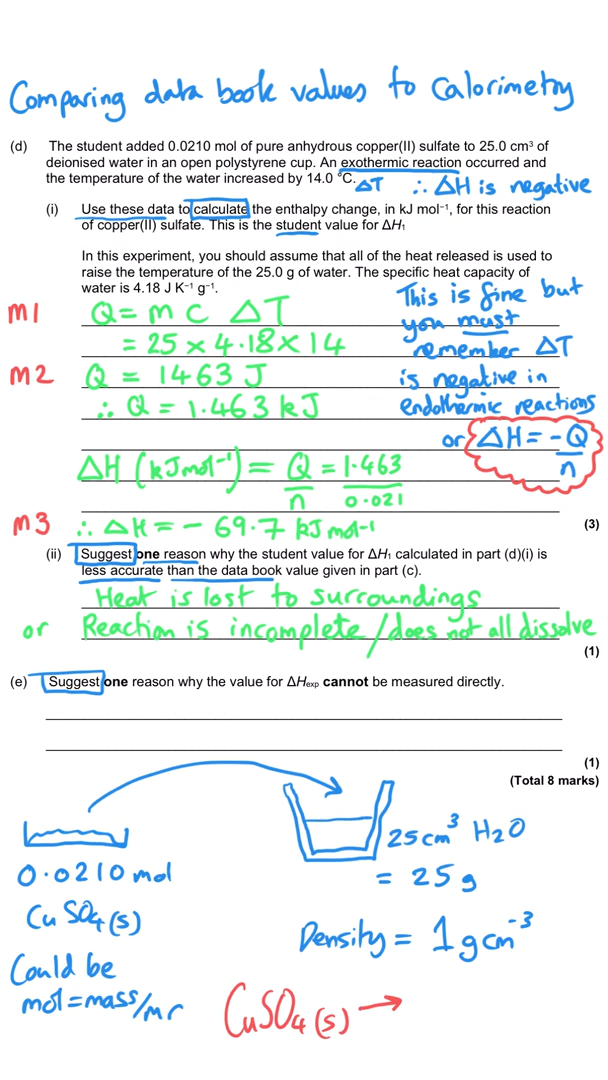 Comparing data book values to Calorimetry
(d) The student added 0.0210 mol of pure anhydrous copper(II) sulfate to 25.0 cm³ of
deionised water in an open polystyrene cup. An exothermic reaction occurred and
the temperature of the water increased by 14.0 °C. ΔT ∴ ΔH is negative
(i) Use these data to calculate the enthalpy change, in kJ mol⁻¹, for this reaction
of copper(II) sulfate. This is the student value for ΔH₁
In this experiment, you should assume that all of the heat released is used to
raise the temperature of the 25.0 g of water. The specific heat capacity of
water is 4.18 J K⁻¹ g⁻¹.
This is fine but
you must
remember ΔT
is negative in
endothermic reactions
or ΔH = -Q/n
M1 Q = m c ΔT
= 25 × 4.18 × 14
M2 Q = 1463 J
∴ Q = 1.463 kJ
ΔH (kJmol⁻¹) = Q/n = 1.463/0.021
M3 ∴ ΔH = - 69.7 kJ mol⁻¹
(3)
(ii) Suggest one reason why the student value for ΔH₁ calculated in part (d)(i) is
less accurate than the data book value given in part (c).
Heat is lost to surroundings
or Reaction is incomplete/does not all dissolve
(1)
(e) Suggest one reason why the value for ΔHexp cannot be measured directly.
(1)
(Total 8 marks)
25cm³ H₂O
= 25 g
Density = 1gcm⁻³
0.0210 mol
CuSO₄(s)
Could be
mol=mass/mr
CuSO₄(s) →